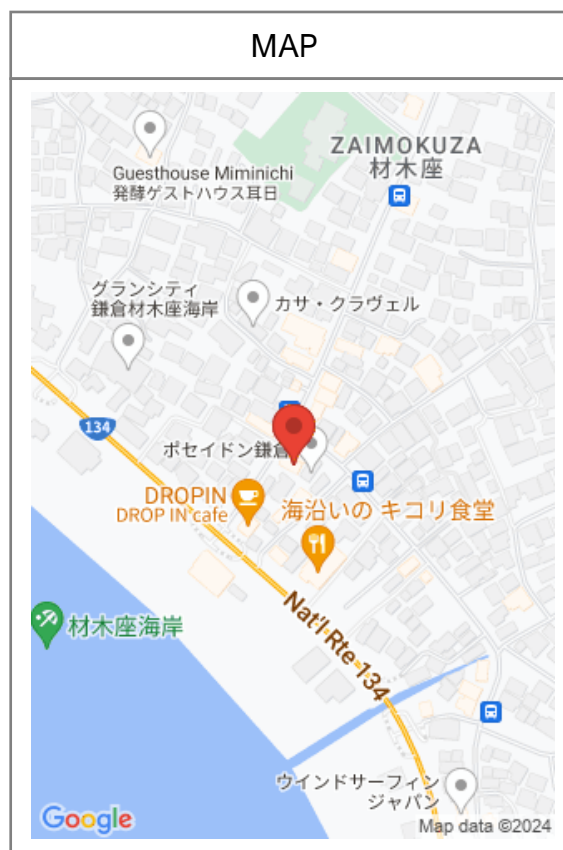 MAP
ZAIMOKUZA
材木座
Guesthouse Miminichi
発酵ゲストハウス耳日
グランシティ
鎌倉材木座海岸
カサ・クラヴェル
134
ポセイドン鎌倉
DROPIN
DROP IN cafe
海沿いの キコリ食堂
材木座海岸
Nat'l Rte 134
ウインドサーフィン
ジャパン
Google
Map data ©2024